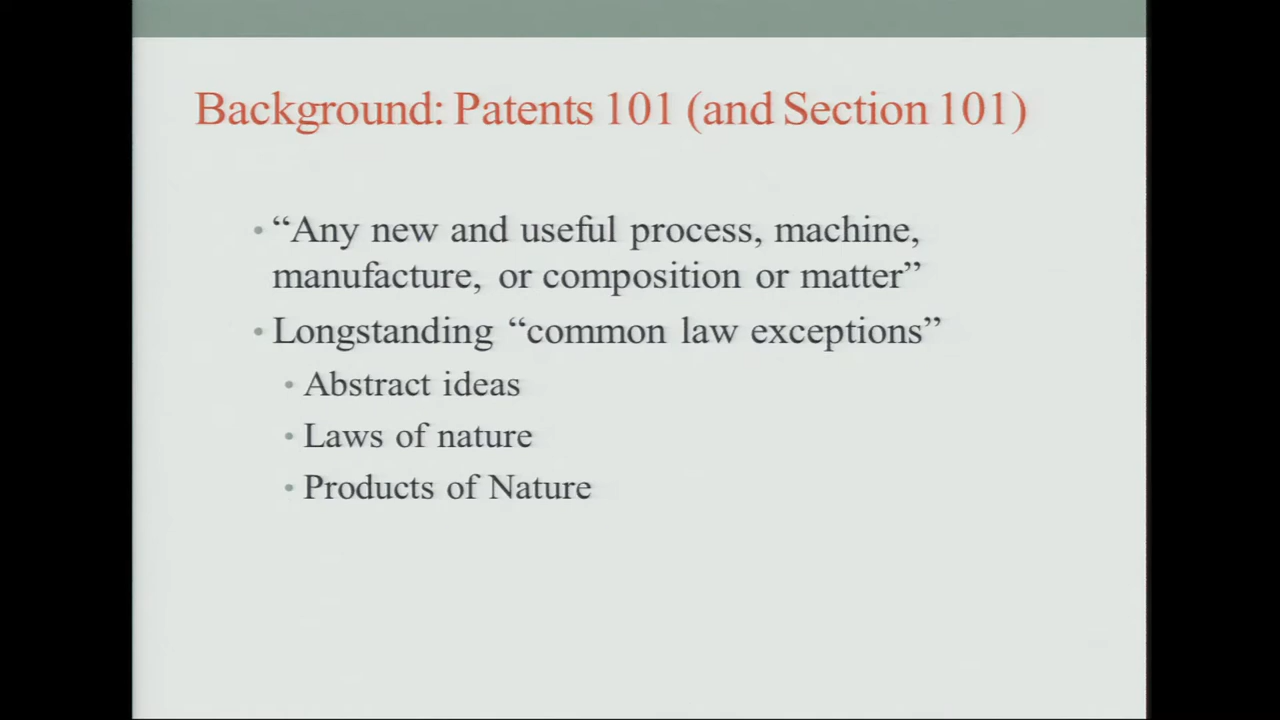 Background: Patents 101 (and Section 101)
• “Any new and useful process, machine,
manufacture, or composition or matter”
• Longstanding “common law exceptions”
• Abstract ideas
• Laws of nature
• Products of Nature